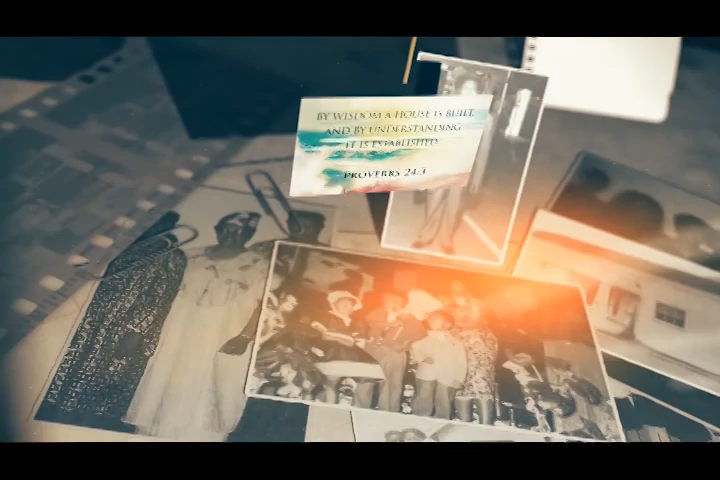 BY WISDOM A HOUSE IS BUILT,
AND BY UNDERSTANDING
IT IS ESTABLISHED.
PROVERBS 24:3